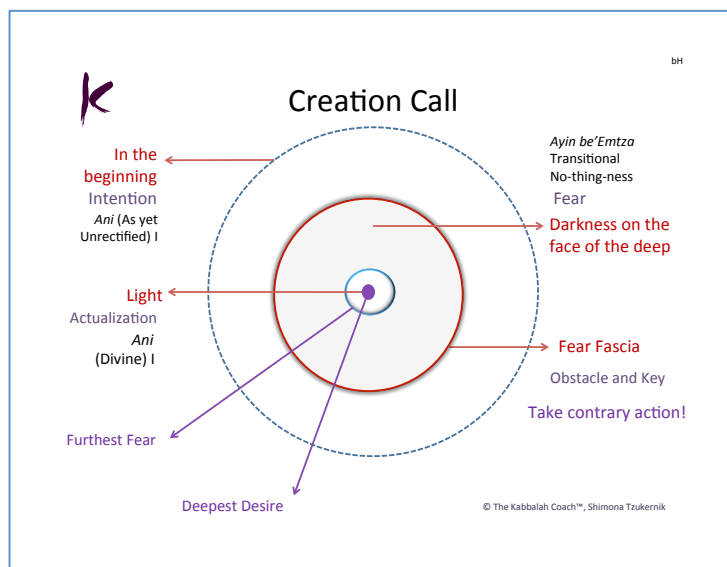 bH
K
Creation Call
In the
beginning
Intention
Ani (As yet
Unrectified) I
Ayin be’Emtza
Transitional
No-thing-ness
Fear
Darkness on the
face of the deep
Light
Actualization
Ani
(Divine) I
Fear Fascia
Obstacle and Key
Take contrary action!
Furthest Fear
Deepest Desire
© The Kabbalah Coach™, Shimona Tzukernik